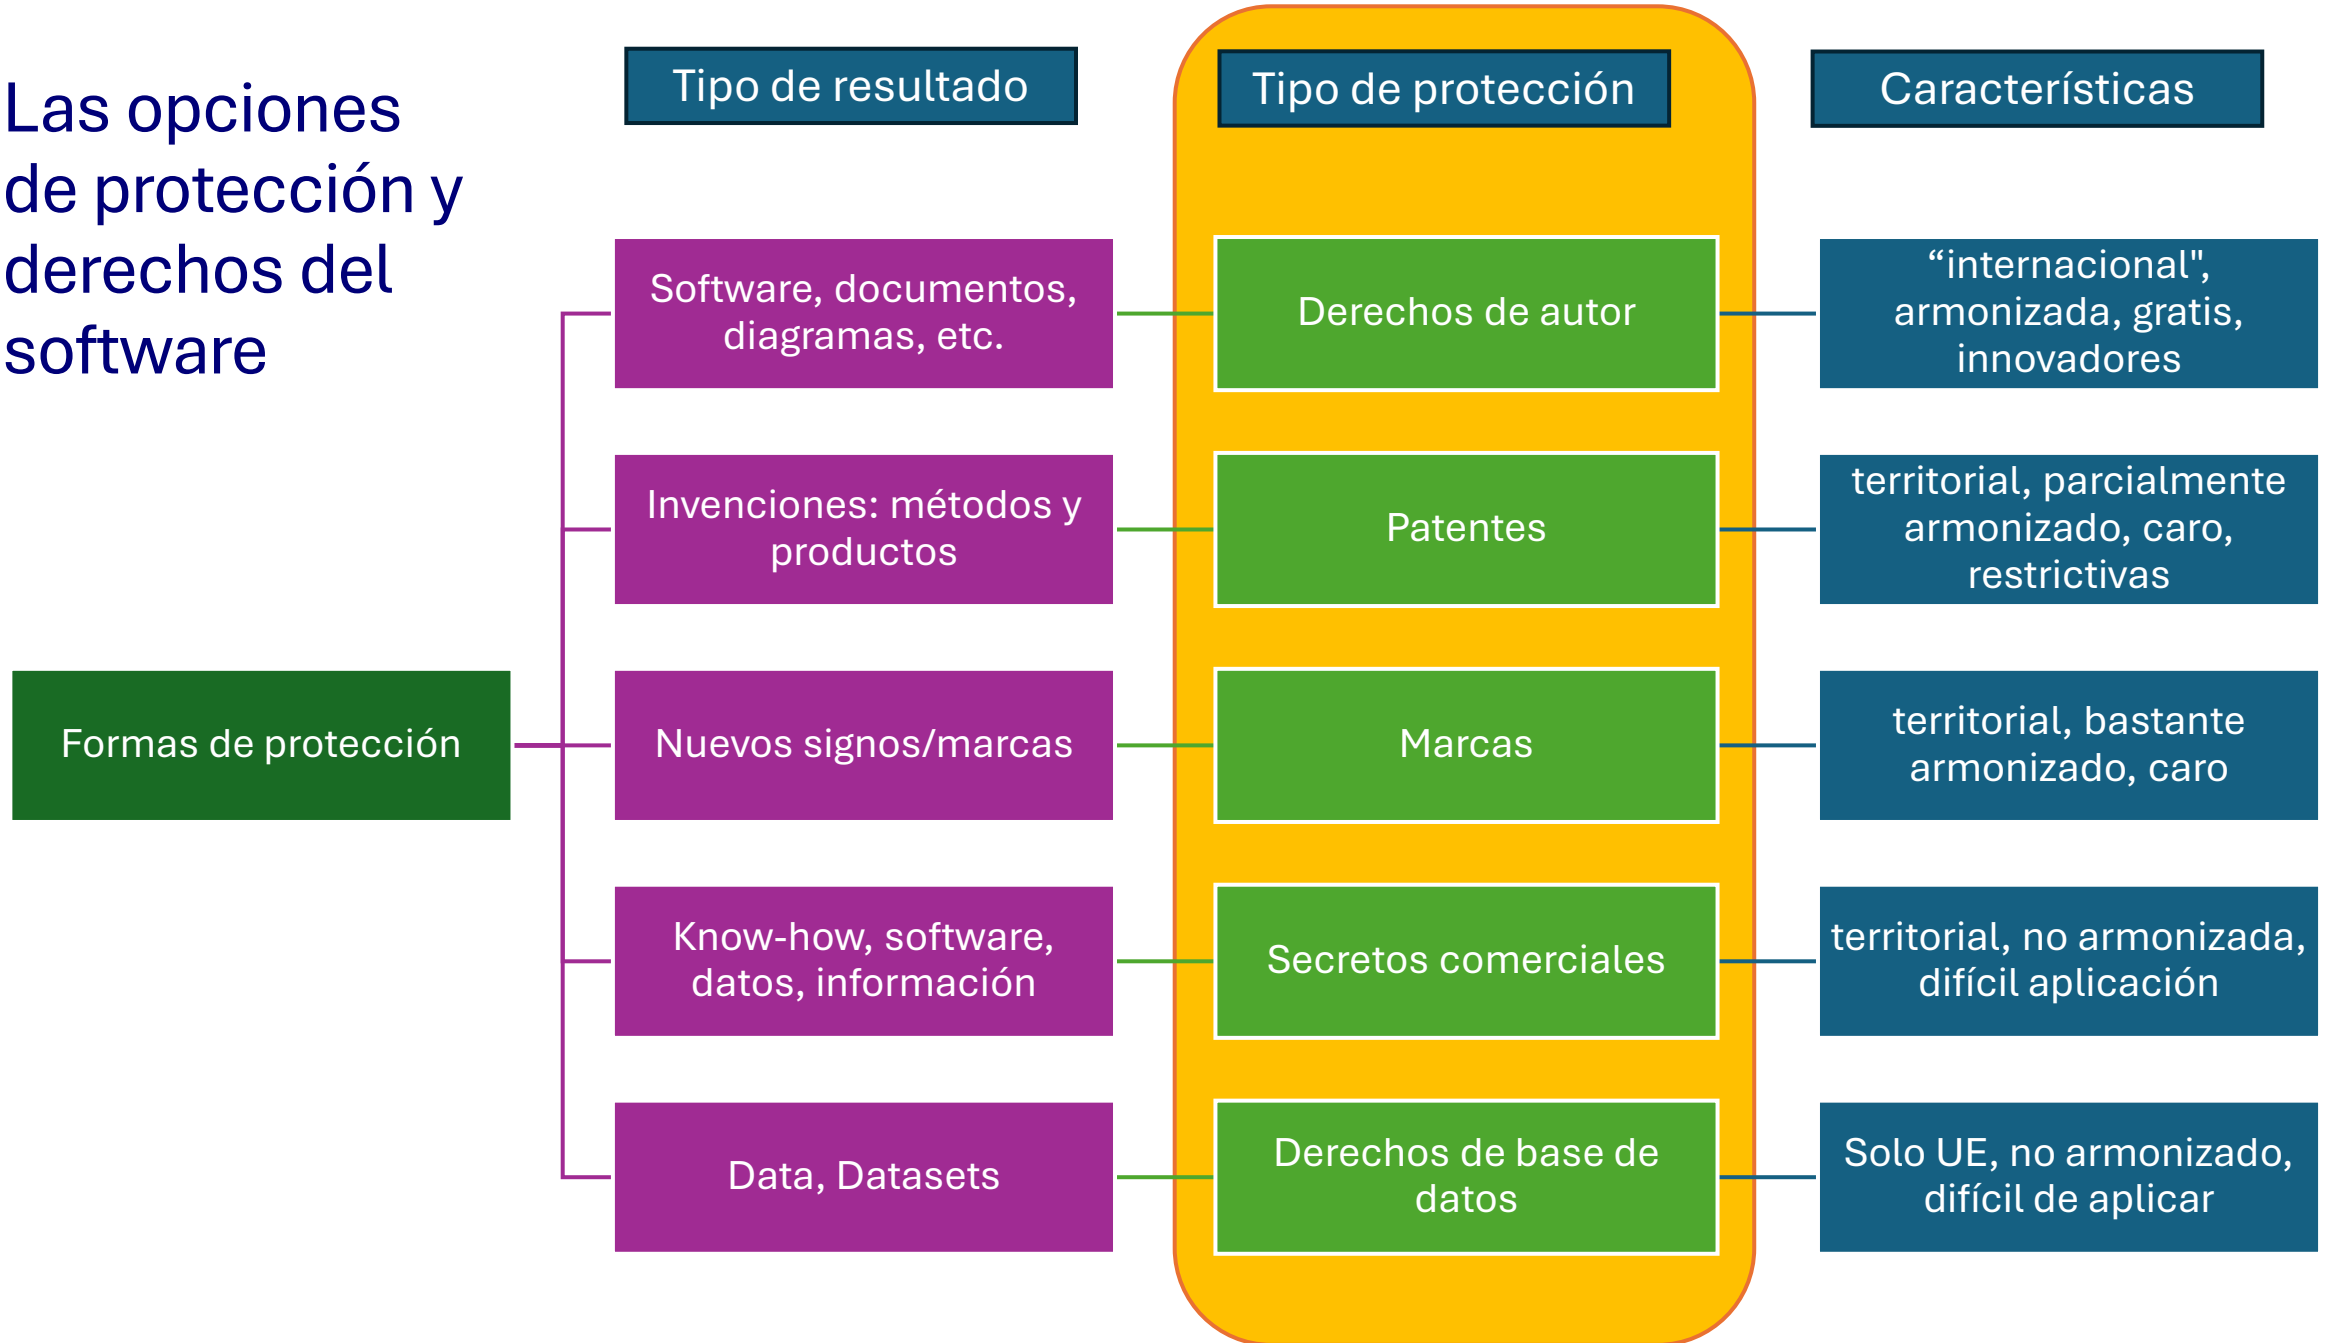 Las opciones
de protección y
derechos del
software
Tipo de resultado
Tipo de protección
Características
Software, documentos,
diagramas, etc.
Derechos de autor
“internacional",
armonizada, gratis,
innovadores
Invenciones: métodos y
productos
Patentes
territorial, parcialmente
armonizado, caro,
restrictivas
Formas de protección
Nuevos signos/marcas
Marcas
territorial, bastante
armonizado, caro
Know-how, software,
datos, información
Secretos comerciales
territorial, no armonizada,
difícil aplicación
Data, Datasets
Derechos de base de
datos
Solo UE, no armonizado,
difícil de aplicar